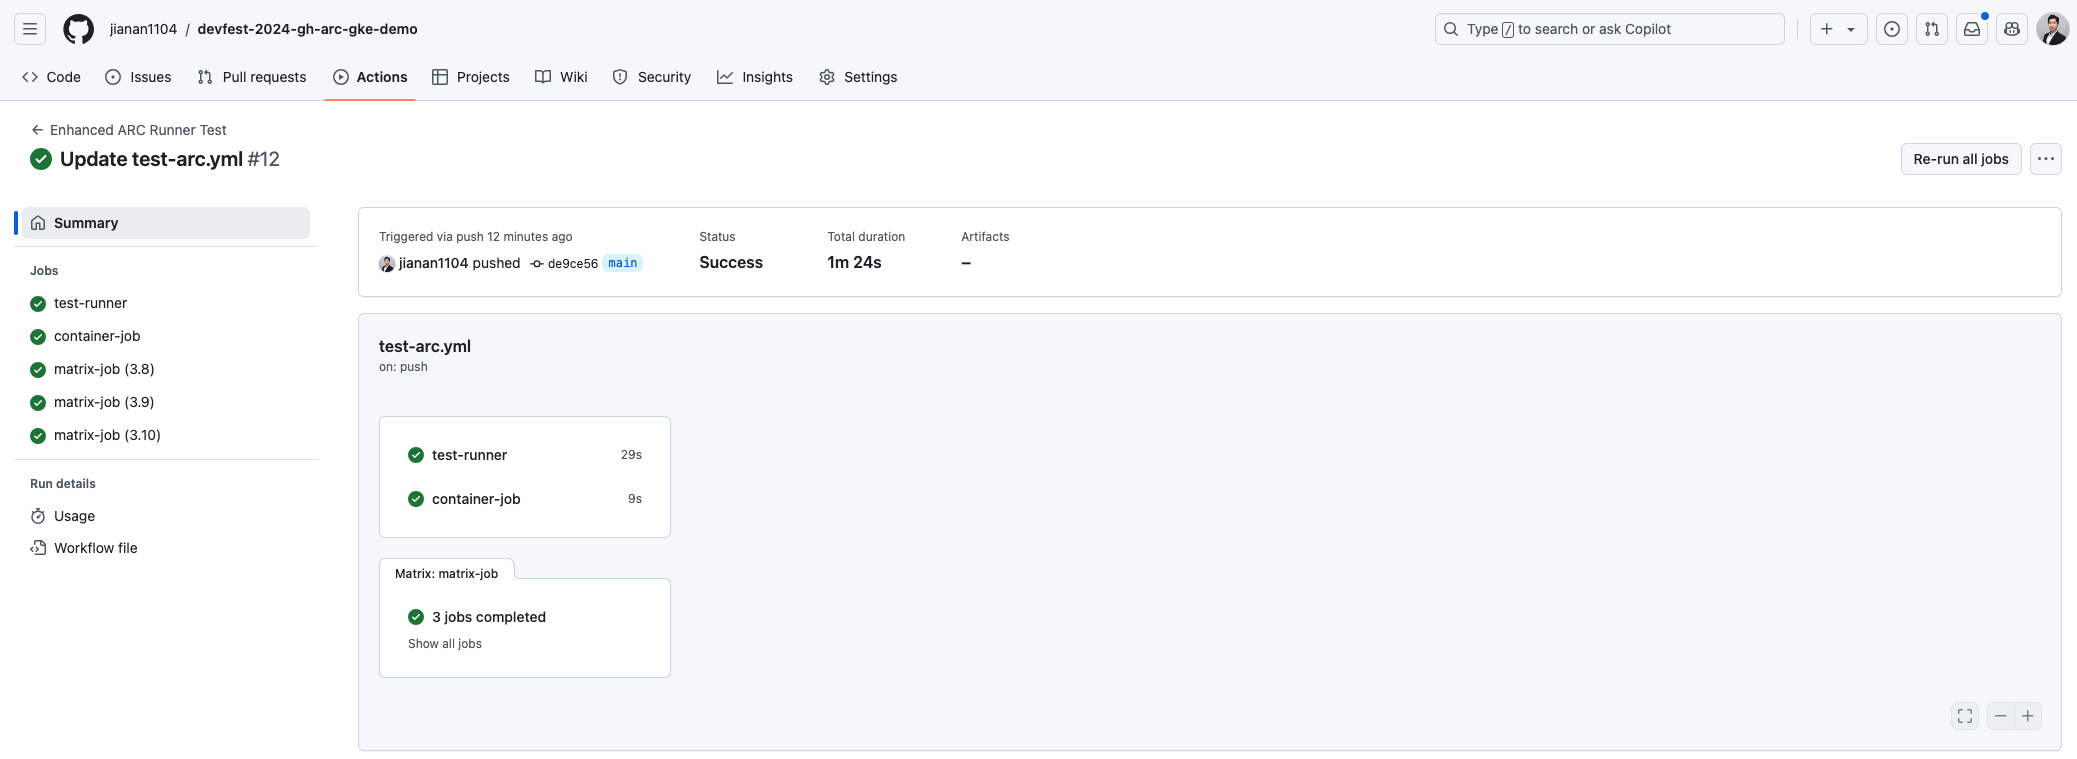 jianan1104 / devfest-2024-gh-arc-gke-demo
Type / to search or ask Copilot
Code Issues Pull requests Actions Projects Wiki Security Insights Settings
Enhanced ARC Runner Test
Update test-arc.yml #12
Re-run all jobs
Summary
Jobs
test-runner
container-job
matrix-job (3.8)
matrix-job (3.9)
matrix-job (3.10)
Run details
Usage
Workflow file
Triggered via push 12 minutes ago
jianan1104 pushed de9ce56 main
Status
Success
Total duration
1m 24s
Artifacts
–
test-arc.yml
on: push
test-runner 29s
container-job 9s
Matrix: matrix-job
3 jobs completed
Show all jobs